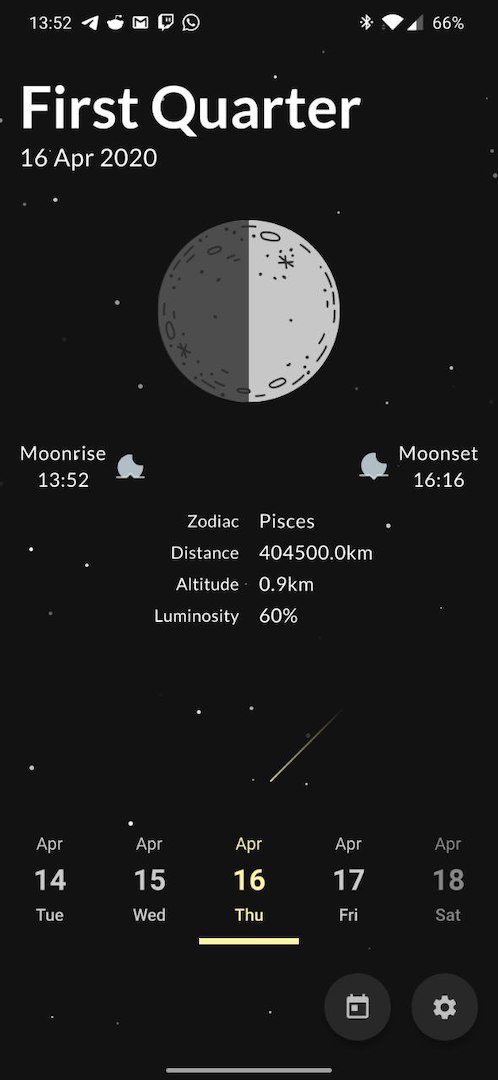 13:52 66%
First Quarter
16 Apr 2020
Moonrise
13:52
Moonset
16:16
Zodiac Pisces
Distance 404500.0km
Altitude 0.9km
Luminosity 60%
Apr Apr Apr Apr Apr
14 15 16 17 18
Tue Wed Thu Fri Sat